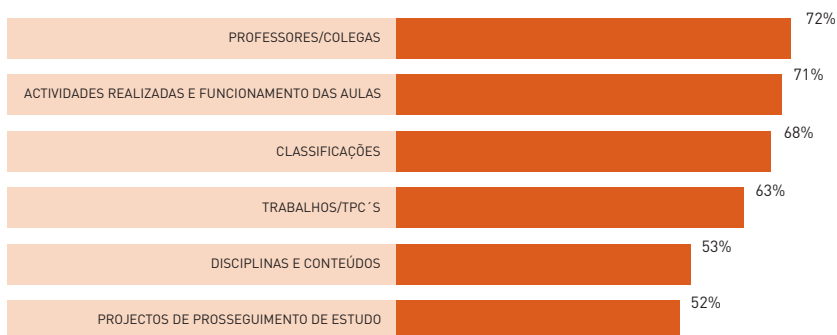 PROFESSORES/COLEGAS 72%
ACTIVIDADES REALIZADAS E FUNCIONAMENTO DAS AULAS 71%
CLASSIFICAÇÕES 68%
TRABALHOS/TPC´S 63%
DISCIPLINAS E CONTEÚDOS 53%
PROJECTOS DE PROSSEGUIMENTO DE ESTUDO 52%